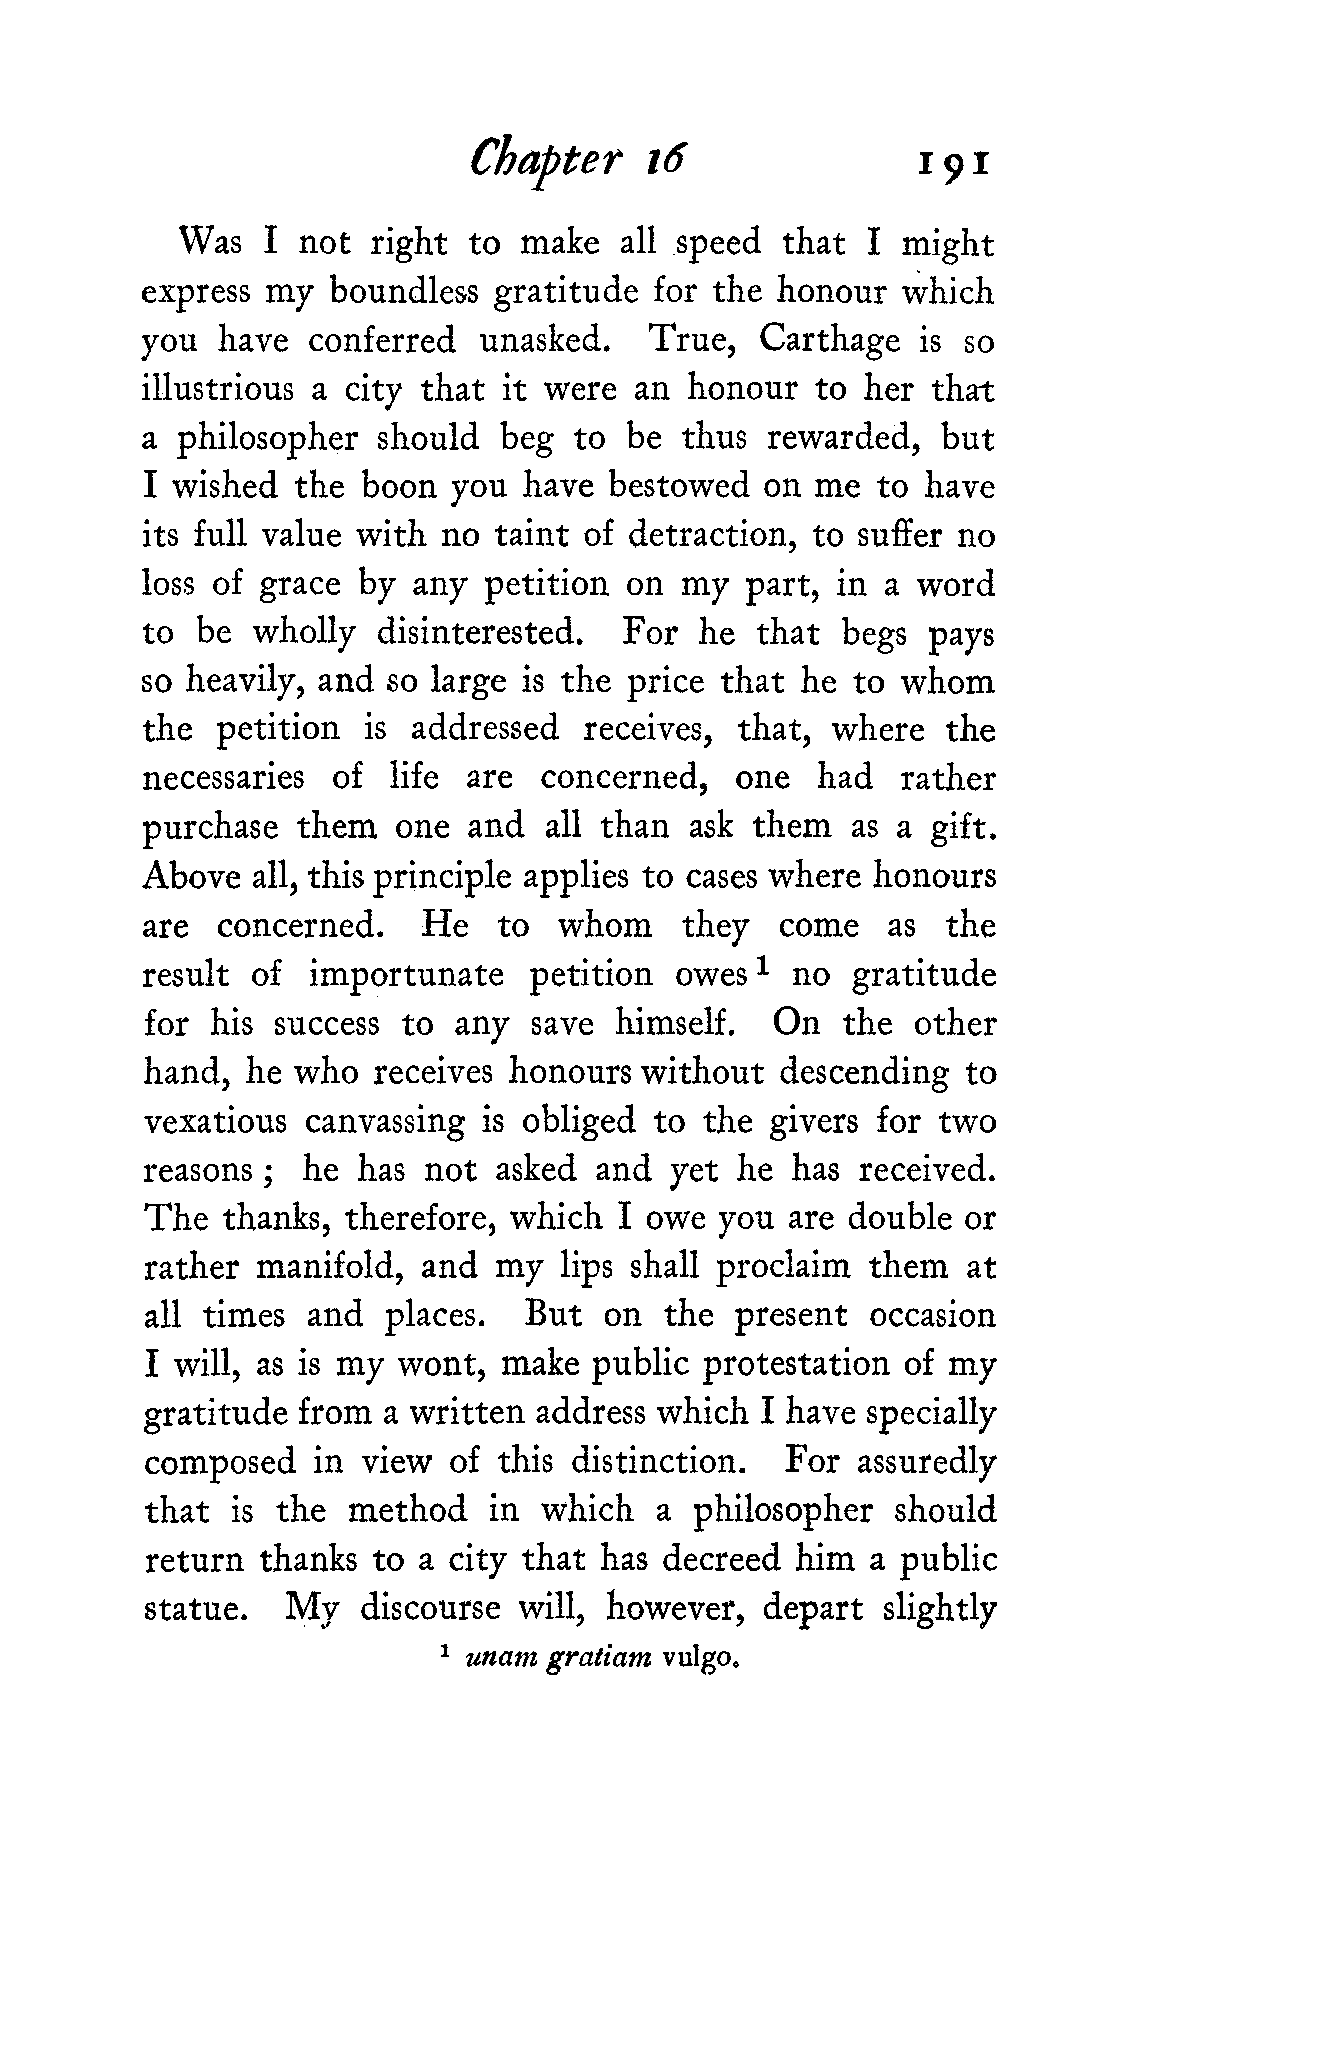 Chapter 16 191
Was I not right to make all speed that I might
express my boundless gratitude for the honour which
you have conferred unasked. True, Carthage is so
illustrious a city that it were an honour to her that
a philosopher should beg to be thus rewarded, but
I wished the boon you have bestowed on me to have
its full value with no taint of detraction, to suffer no
loss of grace by any petition on my part, in a word
to be wholly disinterested. For he that begs pays
so heavily, and so large is the price that he to whom
the petition is addressed receives, that, where the
necessaries of life are concerned, one had rather
purchase them one and all than ask them as a gift.
Above all, this principle applies to cases where honours
are concerned. He to whom they come as the
result of importunate petition owes ¹ no gratitude
for his success to any save himself. On the other
hand, he who receives honours without descending to
vexatious canvassing is obliged to the givers for two
reasons ; he has not asked and yet he has received.
The thanks, therefore, which I owe you are double or
rather manifold, and my lips shall proclaim them at
all times and places. But on the present occasion
I will, as is my wont, make public protestation of my
gratitude from a written address which I have specially
composed in view of this distinction. For assuredly
that is the method in which a philosopher should
return thanks to a city that has decreed him a public
statue. My discourse will, however, depart slightly
¹ unam gratiam vulgo.